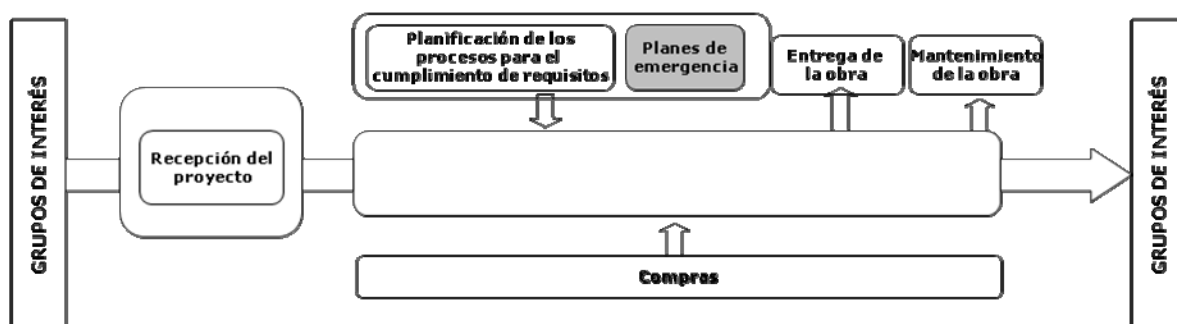 GRUPOS DE INTERÉS
Recepción del
proyecto
Planificación de los
procesos para el
cumplimiento de requisitos
Planes de
emergencia
Entrega de
la obra
Mantenimiento
de la obra
Compras
GRUPOS DE INTERÉS